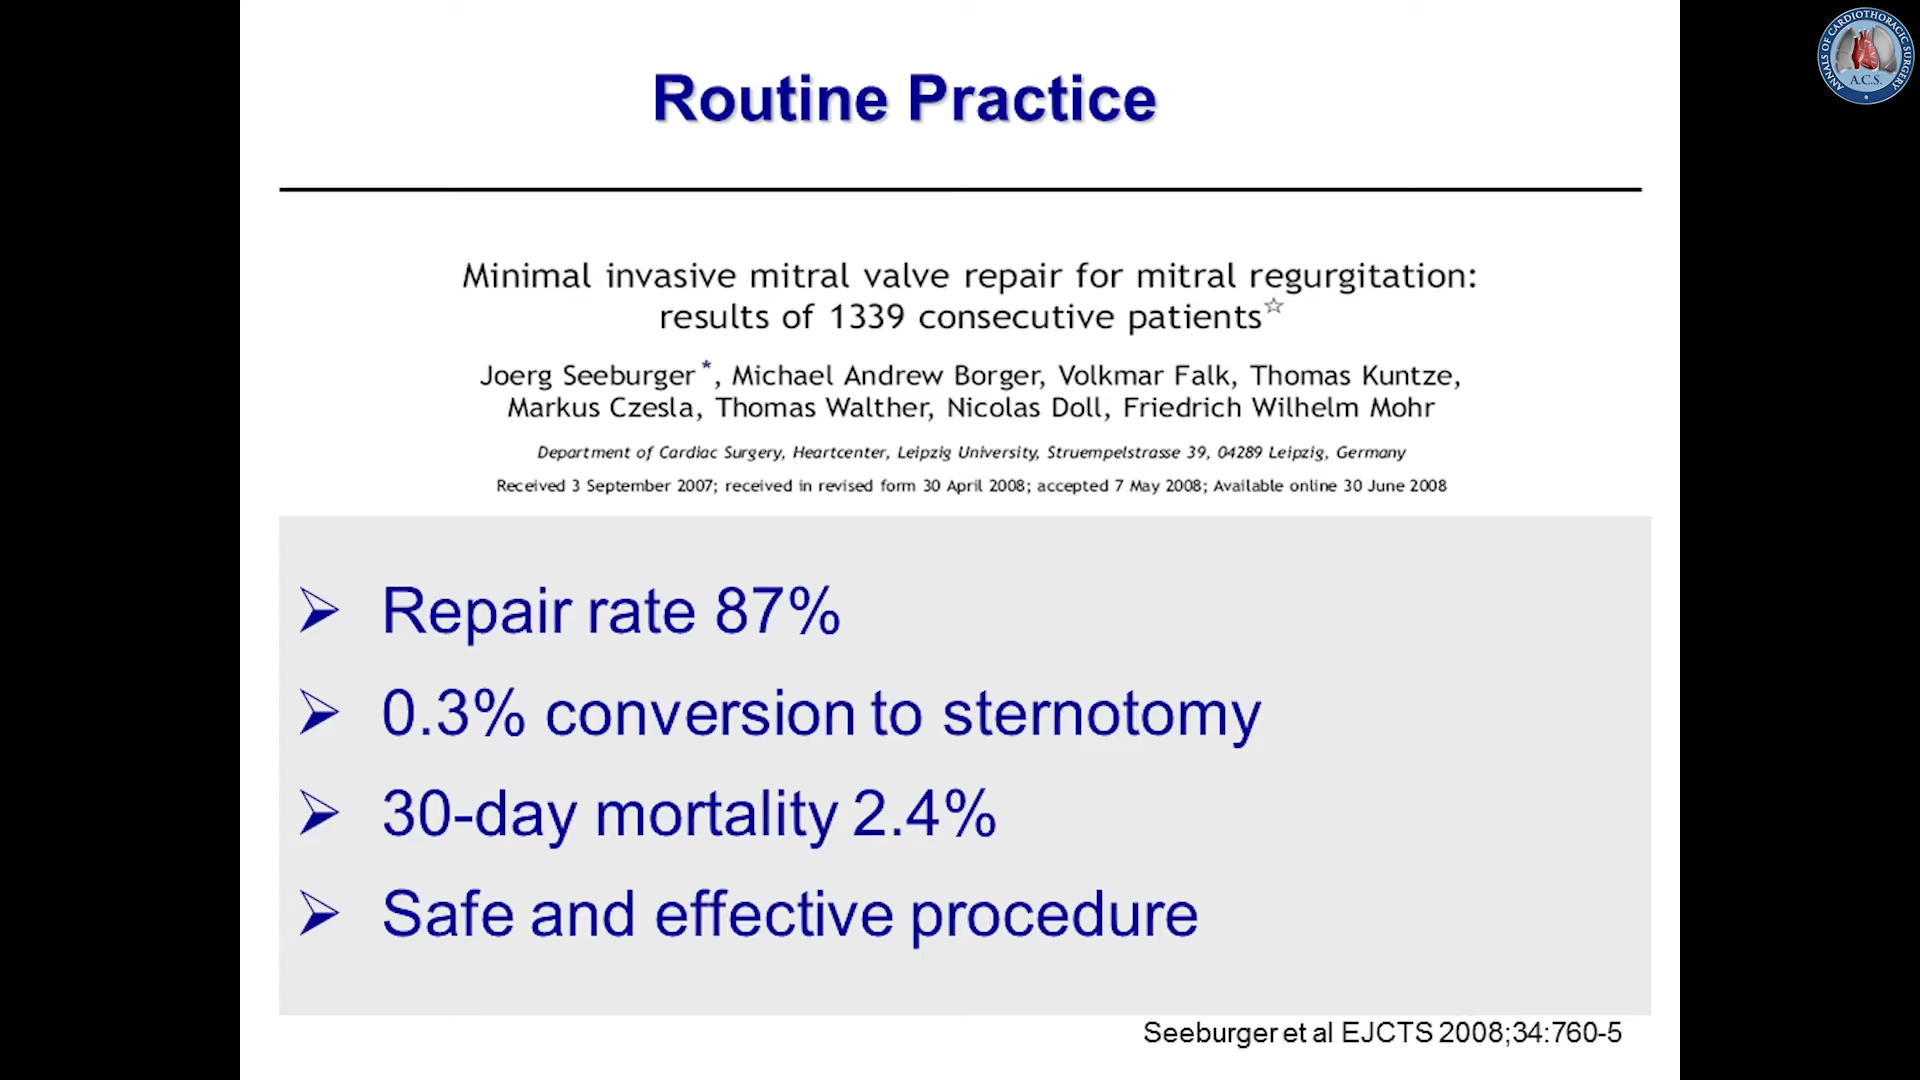 ANNALS OF CARDIOTHORACIC SURGERY
A.C.S.
Routine Practice
Minimal invasive mitral valve repair for mitral regurgitation:
results of 1339 consecutive patients☆
Joerg Seeburger*, Michael Andrew Borger, Volkmar Falk, Thomas Kuntze,
Markus Czesla, Thomas Walther, Nicolas Doll, Friedrich Wilhelm Mohr
Department of Cardiac Surgery, Heartcenter, Leipzig University, Struempelstrasse 39, 04289 Leipzig, Germany
Received 3 September 2007; received in revised form 30 April 2008; accepted 7 May 2008; Available online 30 June 2008
➢ Repair rate 87%
➢ 0.3% conversion to sternotomy
➢ 30-day mortality 2.4%
➢ Safe and effective procedure
Seeburger et al EJCTS 2008;34:760-5